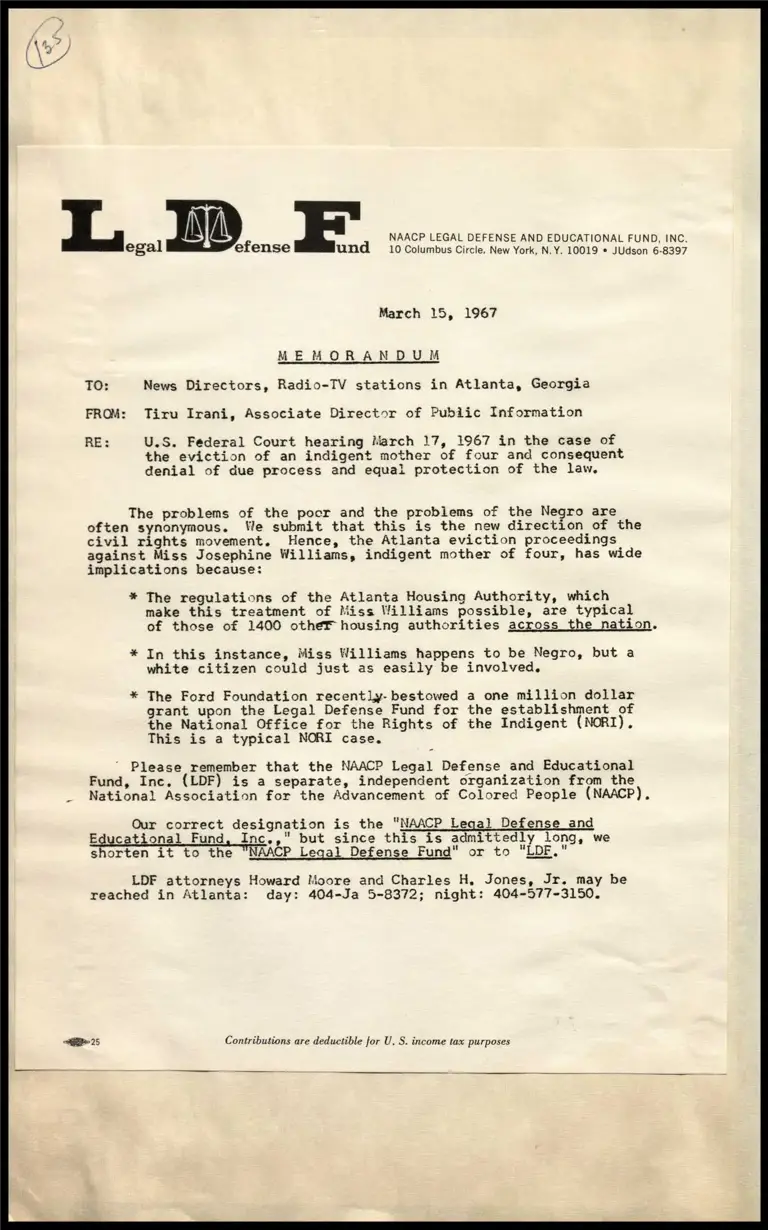 135
Legal Defense Fund
NAACP LEGAL DEFENSE AND EDUCATIONAL FUND, INC.
10 Columbus Circle, New York, N.Y. 10019 • JUdson 6-8397
March 15, 1967
M E M O R A N D U M
TO: News Directors, Radio-TV stations in Atlanta, Georgia
FROM: Tiru Irani, Associate Director of Public Information
RE: U.S. Federal Court hearing March 17, 1967 in the case of
the eviction of an indigent mother of four and consequent
denial of due process and equal protection of the law.
The problems of the poor and the problems of the Negro are
often synonymous. We submit that this is the new direction of the
civil rights movement. Hence, the Atlanta eviction proceedings
against Miss Josephine Williams, indigent mother of four, has wide
implications because:
* The regulations of the Atlanta Housing Authority, which
make this treatment of Miss Williams possible, are typical
of those of 1400 other housing authorities across the nation.
* In this instance, Miss Williams happens to be Negro, but a
white citizen could just as easily be involved.
* The Ford Foundation recently bestowed a one million dollar
grant upon the Legal Defense Fund for the establishment of
the National Office for the Rights of the Indigent (NORI).
This is a typical NORI case.
Please remember that the NAACP Legal Defense and Educational
Fund, Inc. (LDF) is a separate, independent organization from the
National Association for the Advancement of Colored People (NAACP).
Our correct designation is the "NAACP Legal Defense and
Educational Fund, Inc.," but since this is admittedly long, we
shorten it to the "NAACP Legal Defense Fund" or to "LDF."
LDF attorneys Howard Moore and Charles H. Jones, Jr. may be
reached in Atlanta: day: 404-Ja 5-8372; night: 404-577-3150.
25
Contributions are deductible for U. S. income tax purposes